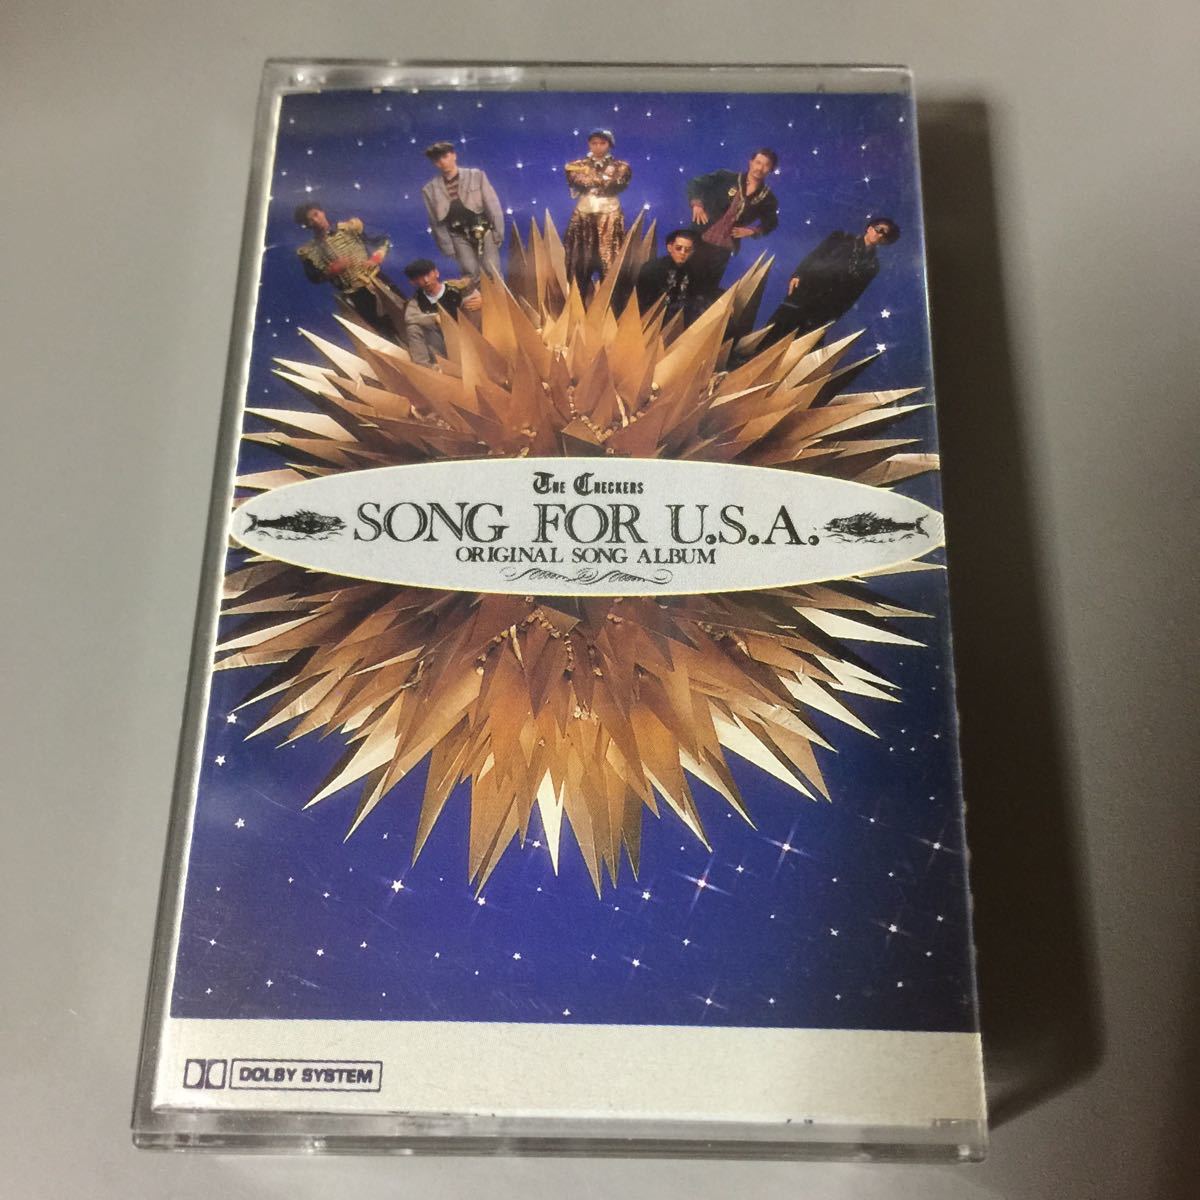 The Checkers
SONG FOR U.S.A.
ORIGINAL SONG ALBUM
DOLBY SYSTEM